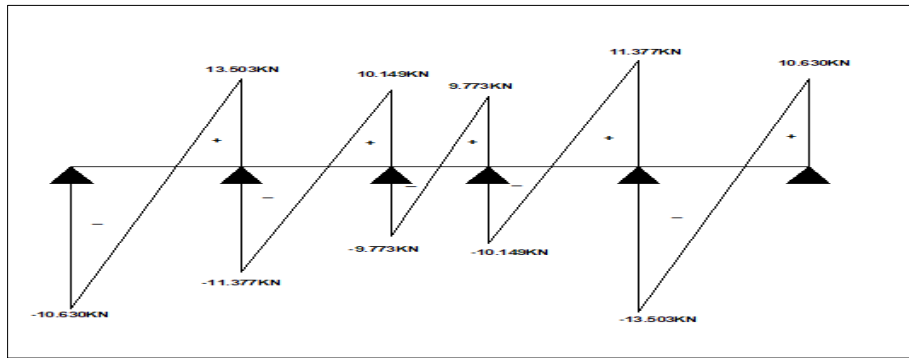 11.377KN
13.503KN
10.149KN
9.773KN
10.630KN
+
+
+
+
+
–
–
–
–
–
-9.773KN
-10.149KN
-11.377KN
-10.630KN
-13.503KN